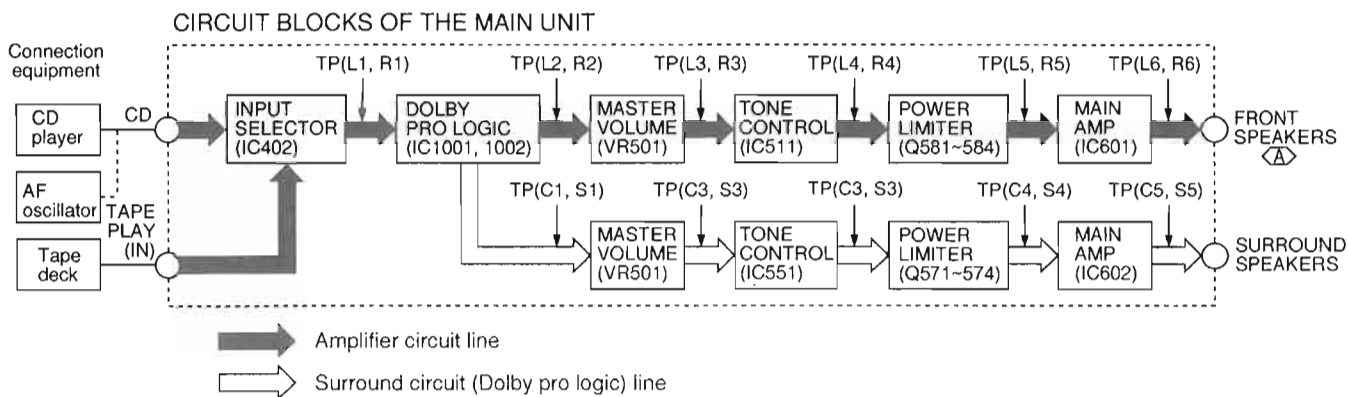 CIRCUIT BLOCKS OF THE MAIN UNIT
Connection
equipment
CD
player
CD
AF
oscillator
TAPE
PLAY
(IN)
Tape
deck
INPUT
SELECTOR
(IC402)
TP(L1, R1)
DOLBY
PRO LOGIC
(IC1001, 1002)
TP(L2, R2)
MASTER
VOLUME
(VR501)
TP(L3, R3)
TONE
CONTROL
(IC511)
TP(L4, R4)
POWER
LIMITER
(Q581~584)
TP(L5, R5)
MAIN
AMP
(IC601)
TP(L6, R6)
FRONT
SPEAKERS
A
TP(C1, S1)
MASTER
VOLUME
(VR501)
TP(C3, S3)
TONE
CONTROL
(IC551)
TP(C3, S3)
POWER
LIMITER
(Q571~574)
TP(C4, S4)
MAIN
AMP
(IC602)
TP(C5, S5)
SURROUND
SPEAKERS
Amplifier circuit line
Surround circuit (Dolby pro logic) line